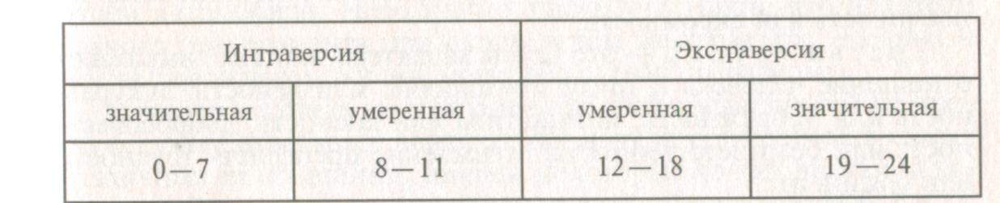 Интраверсия Экстраверсия
значительная умеренная умеренная значительная
0—7 8—11 12—18 19—24